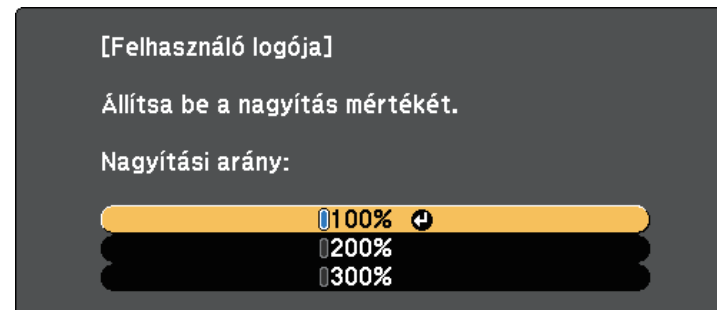 [Felhasználó logója]
Állítsa be a nagyítás mértékét.
Nagyítási arány:
100%
200%
300%